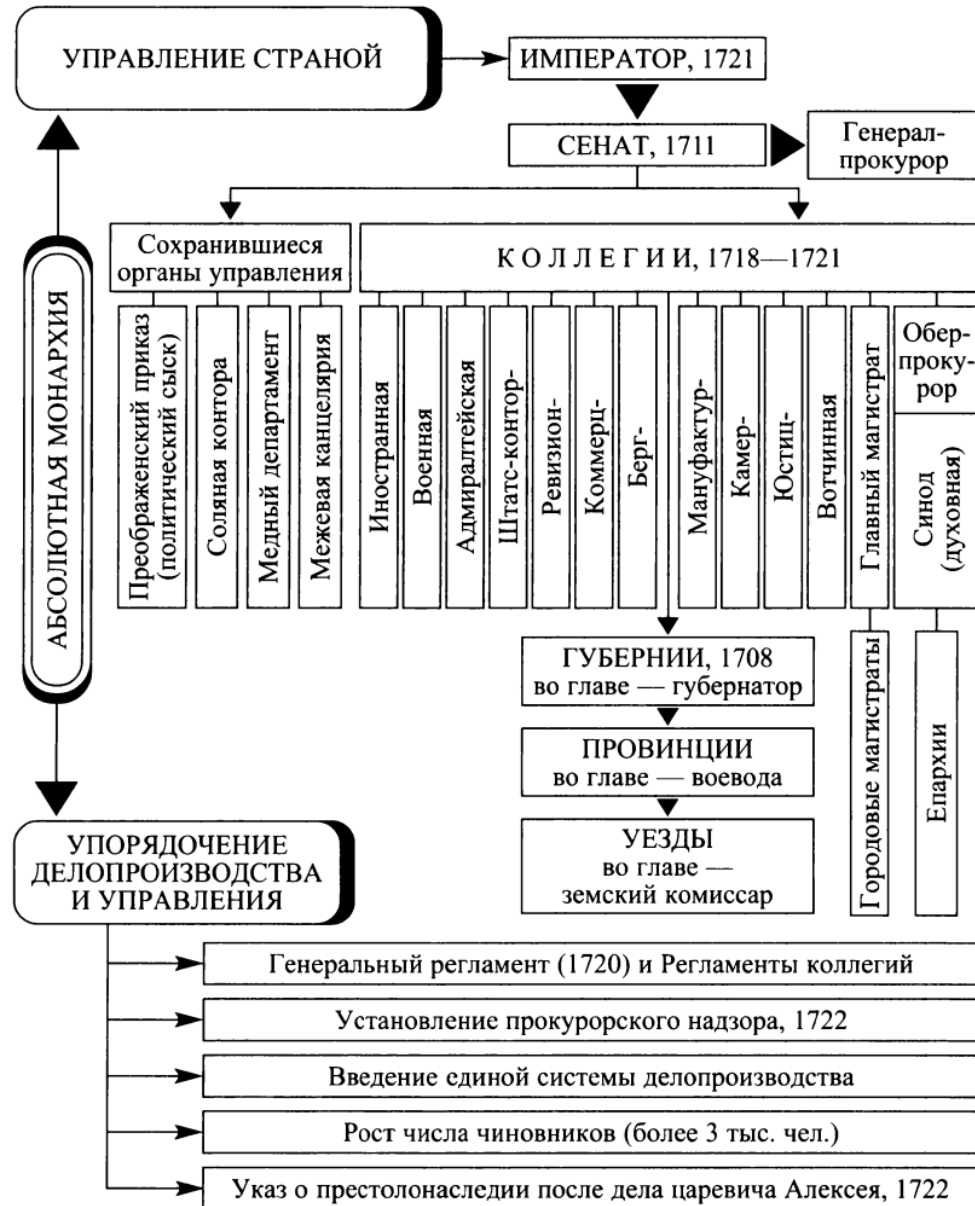 УПРАВЛЕНИЕ СТРАНОЙ
ИМПЕРАТОР, 1721
СЕНАТ, 1711
Генерал-
прокурор
АБСОЛЮТНАЯ МОНАРХИЯ
Сохранившиеся
органы управления
КОЛЛЕГИИ, 1718—1721
Преображенский приказ
(политический сыск)
Соляная контора
Медный департамент
Межевая канцелярия
Иностранная
Военная
Адмиралтейская
Штатс-контор-
Ревизион-
Коммерц-
Берг-
Мануфактур-
Камер-
Юстиц-
Вотчинная
Главный магистрат
Обер-
проку-
рор
Синод
(духовная)
ГУБЕРНИИ, 1708
во главе — губернатор
ПРОВИНЦИИ
во главе — воевода
УЕЗДЫ
во главе —
земский комиссар
Городовые магистраты
Епархии
УПОРЯДОЧЕНИЕ
ДЕЛОПРОИЗВОДСТВА
И УПРАВЛЕНИЯ
Генеральный регламент (1720) и Регламенты коллегий
Установление прокурорского надзора, 1722
Введение единой системы делопроизводства
Рост числа чиновников (более 3 тыс. чел.)
Указ о престолонаследии после дела царевича Алексея, 1722